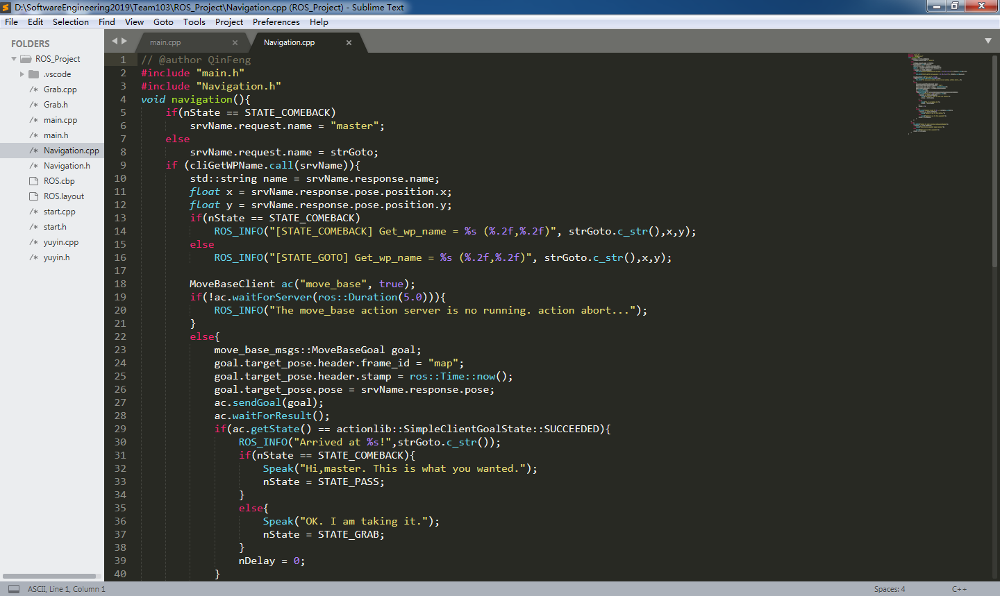 D:\SoftwareEngineering2019\Team103\ROS_Project\Navigation.cpp (ROS_Project) - Sublime Text
File Edit Selection Find View Goto Tools Project Preferences Help
FOLDERS
ROS_Project
.vscode
/* Grab.cpp
/* Grab.h
/* main.cpp
/* main.h
/* Navigation.cpp
/* Navigation.h
ROS.cbp
ROS.layout
/* start.cpp
/* start.h
/* yuyin.cpp
/* yuyin.h
main.cpp
Navigation.cpp
1 // @author QinFeng
2 #include "main.h"
3 #include "Navigation.h"
4 void navigation(){
5     if(nState == STATE_COMEBACK)
6         srvName.request.name = "master";
7     else
8         srvName.request.name = strGoto;
9     if (cliGetWPName.call(srvName)){
10         std::string name = srvName.response.name;
11         float x = srvName.response.pose.position.x;
12         float y = srvName.response.pose.position.y;
13         if(nState == STATE_COMEBACK)
14             ROS_INFO("[STATE_COMEBACK] Get_wp_name = %s (%.2f,%.2f)", strGoto.c_str(),x,y);
15         else
16             ROS_INFO("[STATE_GOTO] Get_wp_name = %s (%.2f,%.2f)", strGoto.c_str(),x,y);
17
18         MoveBaseClient ac("move_base", true);
19         if(!ac.waitForServer(ros::Duration(5.0))){
20             ROS_INFO("The move_base action server is no running. action abort...");
21         }
22         else{
23             move_base_msgs::MoveBaseGoal goal;
24             goal.target_pose.header.frame_id = "map";
25             goal.target_pose.header.stamp = ros::Time::now();
26             goal.target_pose.pose = srvName.response.pose;
27             ac.sendGoal(goal);
28             ac.waitForResult();
29             if(ac.getState() == actionlib::SimpleClientGoalState::SUCCEEDED){
30                 ROS_INFO("Arrived at %s!",strGoto.c_str());
31                 if(nState == STATE_COMEBACK){
32                     Speak("Hi,master. This is what you wanted.");
33                     nState = STATE_PASS;
34                 }
35                 else{
36                     Speak("OK. I am taking it.");
37                     nState = STATE_GRAB;
38                 }
39                 nDelay = 0;
40             }
ASCII, Line 1, Column 1
Spaces: 4
C++